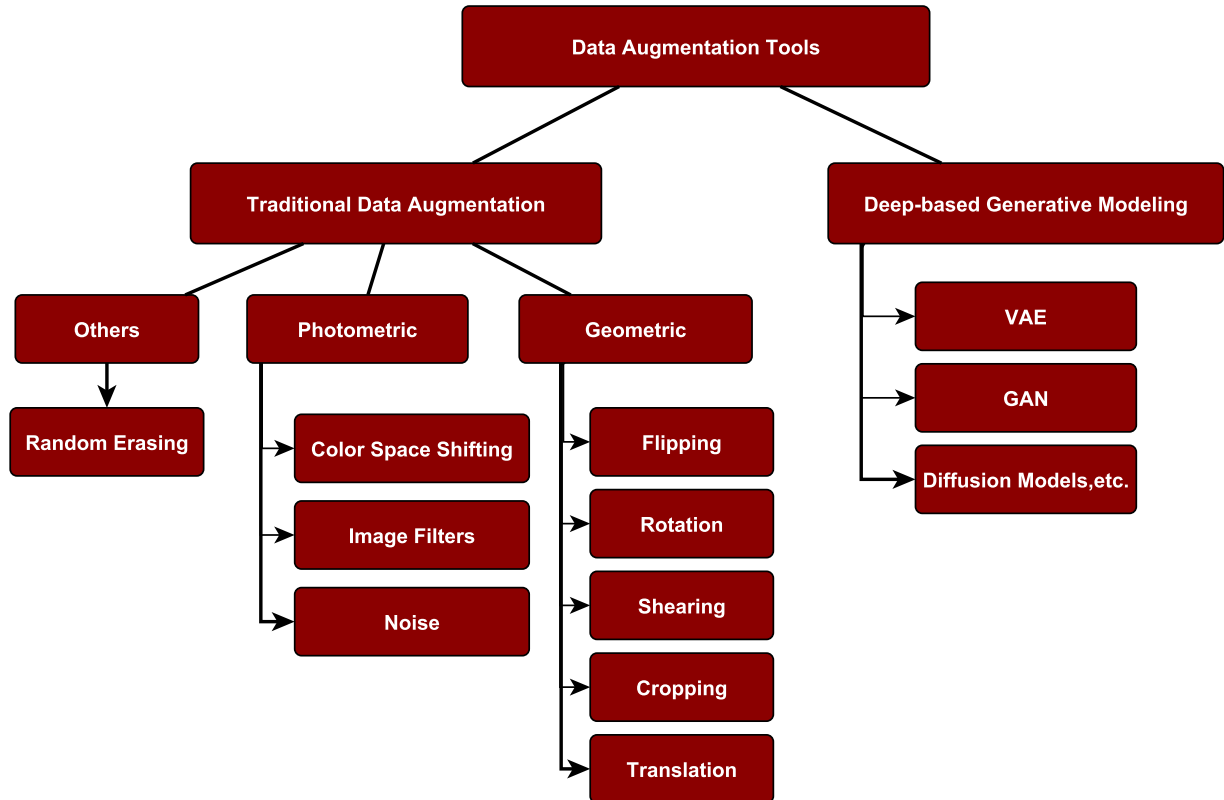 Data Augmentation Tools
Traditional Data Augmentation
Deep-based Generative Modeling
Others
Photometric
Geometric
Random Erasing
Color Space Shifting
Image Filters
Noise
Flipping
Rotation
Shearing
Cropping
Translation
VAE
GAN
Diffusion Models,etc.